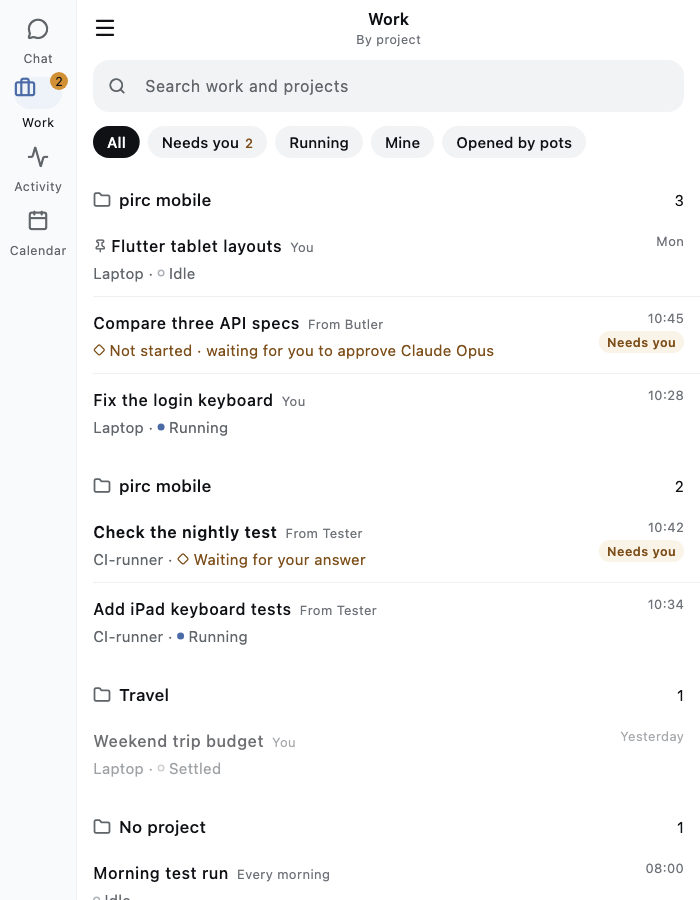 Chat
2
Work
Activity
Calendar
Work
By project
Search work and projects
All
Needs you 2
Running
Mine
Opened by pots
pirc mobile 3
Flutter tablet layouts You Mon
Laptop · Idle
Compare three API specs From Butler 10:45
Not started · waiting for you to approve Claude Opus Needs you
Fix the login keyboard You 10:28
Laptop · Running
pirc mobile 2
Check the nightly test From Tester 10:42
CI-runner · Waiting for your answer Needs you
Add iPad keyboard tests From Tester 10:34
CI-runner · Running
Travel 1
Weekend trip budget You Yesterday
Laptop · Settled
No project 1
Morning test run Every morning 08:00
Idle